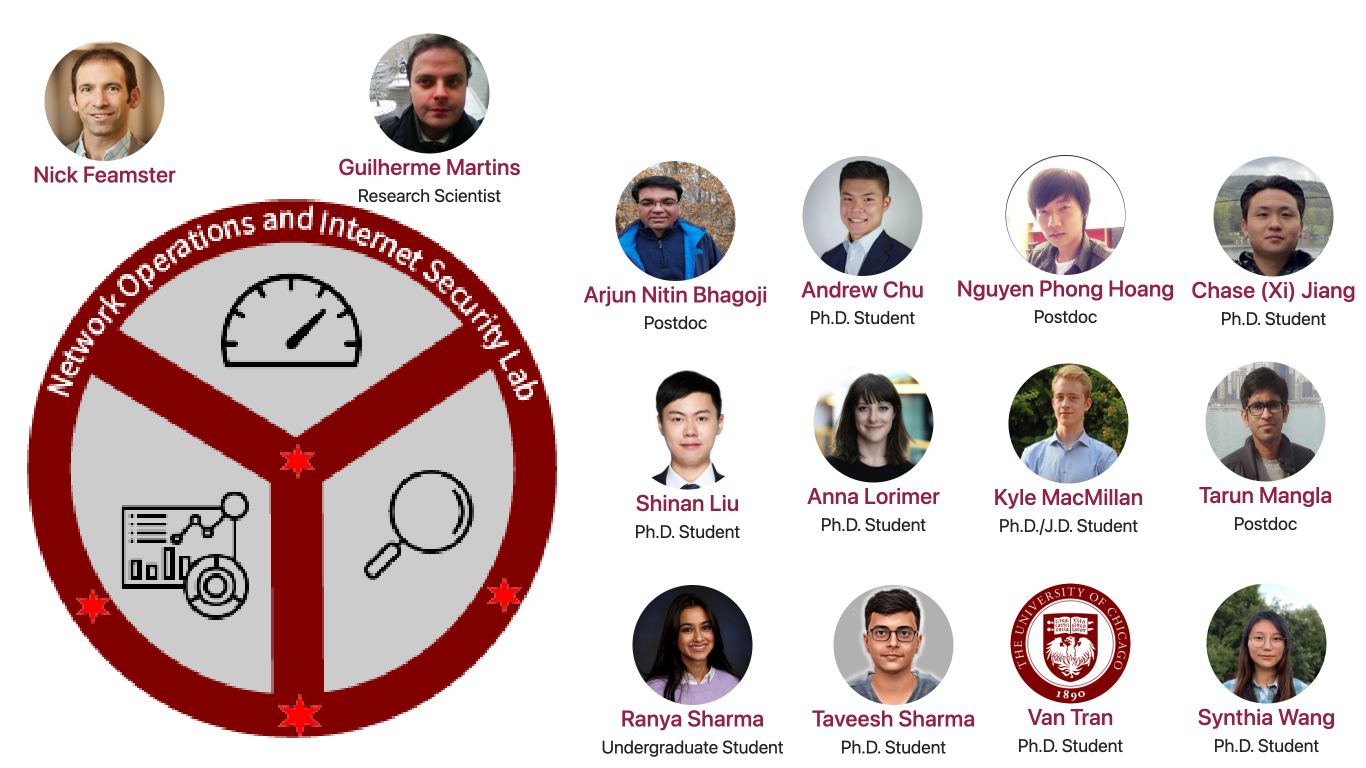 Nick Feamster
Guilherme Martins
Research Scientist
Network Operations and Internet Security Lab
Arjun Nitin Bhagoji
Postdoc
Andrew Chu
Ph.D. Student
Nguyen Phong Hoang
Postdoc
Chase (Xi) Jiang
Ph.D. Student
Shinan Liu
Ph.D. Student
Anna Lorimer
Ph.D. Student
Kyle MacMillan
Ph.D./J.D. Student
Tarun Mangla
Postdoc
Ranya Sharma
Undergraduate Student
Taveesh Sharma
Ph.D. Student
THE UNIVERSITY OF CHICAGO
1890
Van Tran
Ph.D. Student
Synthia Wang
Ph.D. Student